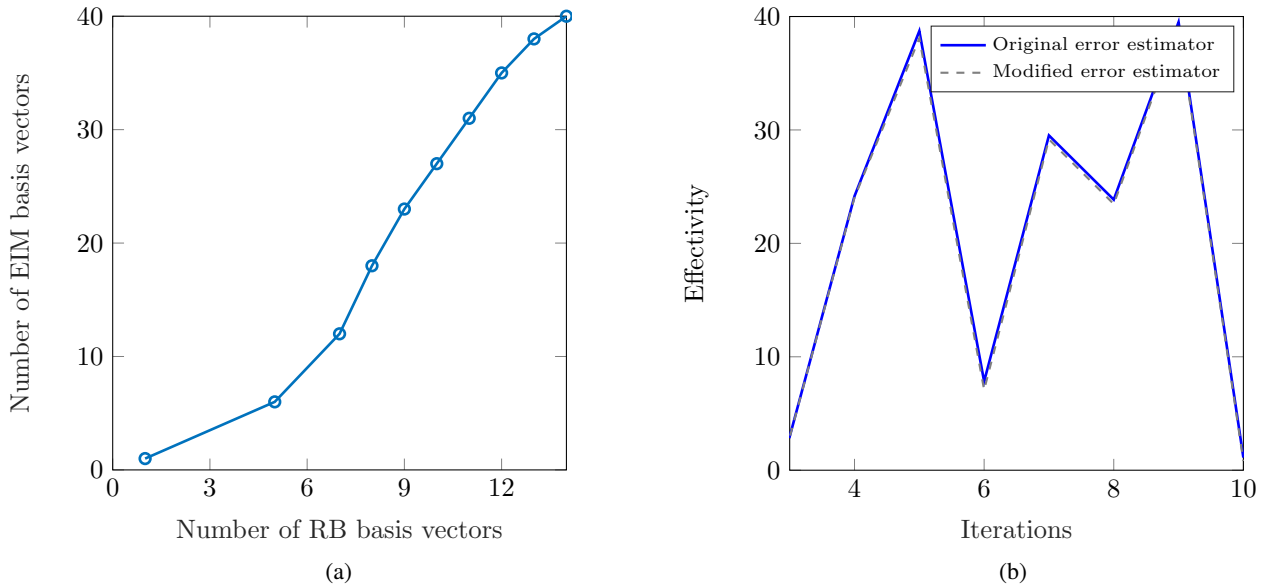 40
30
20
10
0
0 3 6 9 12
Number of EIM basis vectors
Number of RB basis vectors
(a)
40
30
20
10
0
4 6 8 10
Effectivity
Iterations
Original error estimator
Modified error estimator
(b)